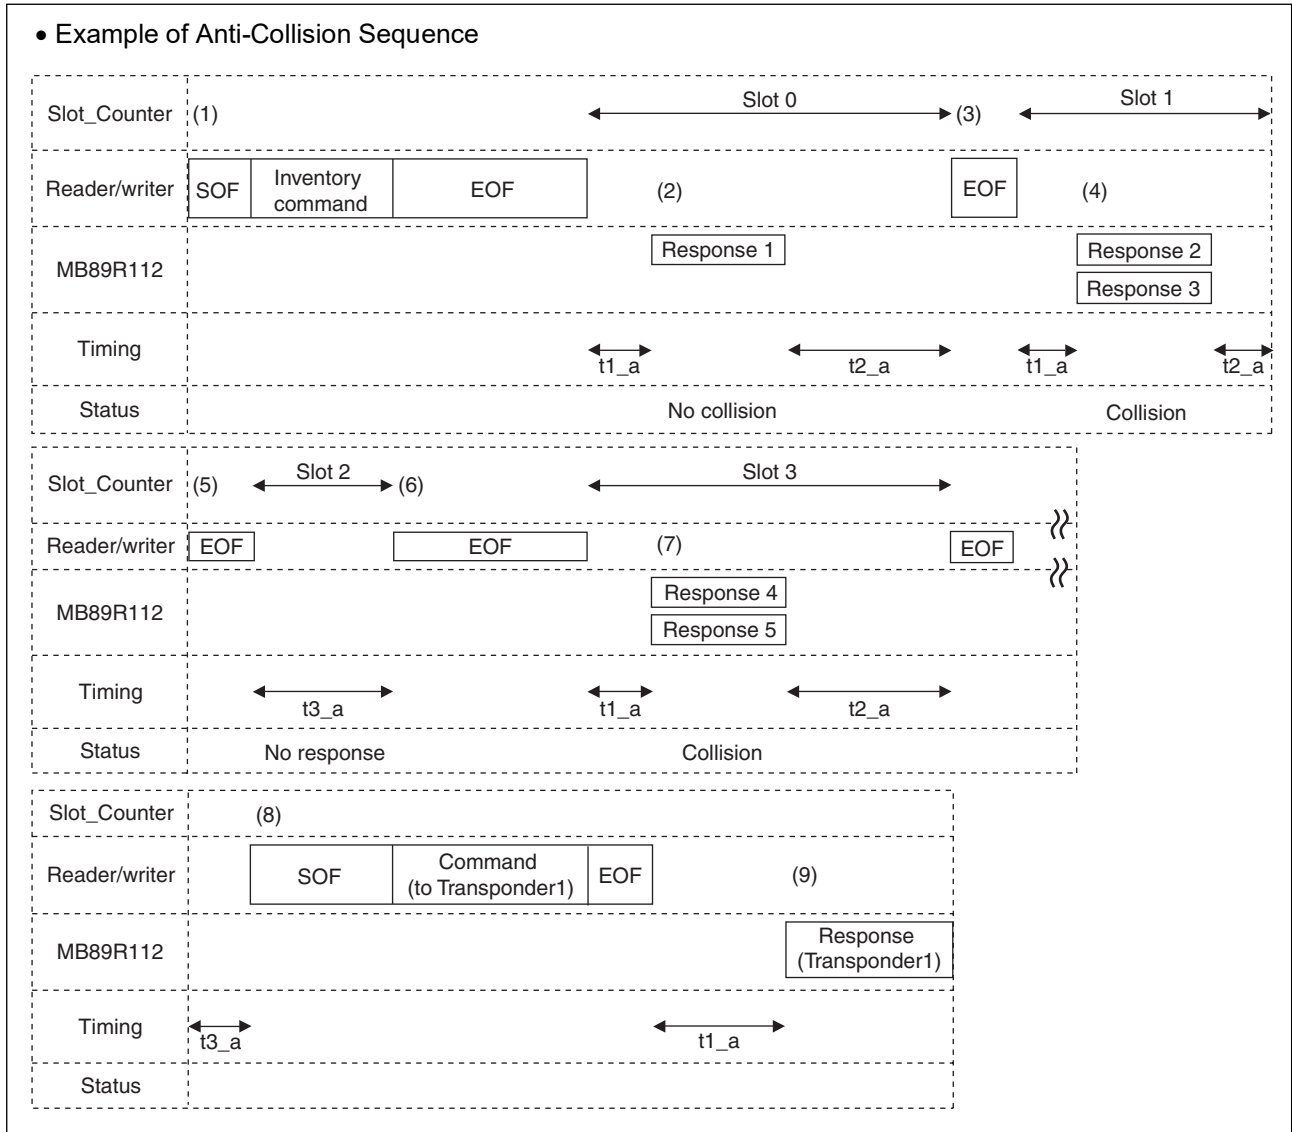 • Example of Anti-Collision Sequence
Slot_Counter (1) Slot 0 (3) Slot 1
Reader/writer SOF Inventory command EOF (2) EOF (4)
MB89R112 Response 1 Response 2
Response 3
Timing t1_a t2_a t1_a t2_a
Status No collision Collision
Slot_Counter (5) Slot 2 (6) Slot 3
Reader/writer EOF EOF (7) EOF
MB89R112 Response 4
Response 5
Timing t3_a t1_a t2_a
Status No response Collision
Slot_Counter (8)
Reader/writer SOF Command (to Transponder1) EOF (9)
MB89R112 Response (Transponder1)
Timing t3_a t1_a
Status